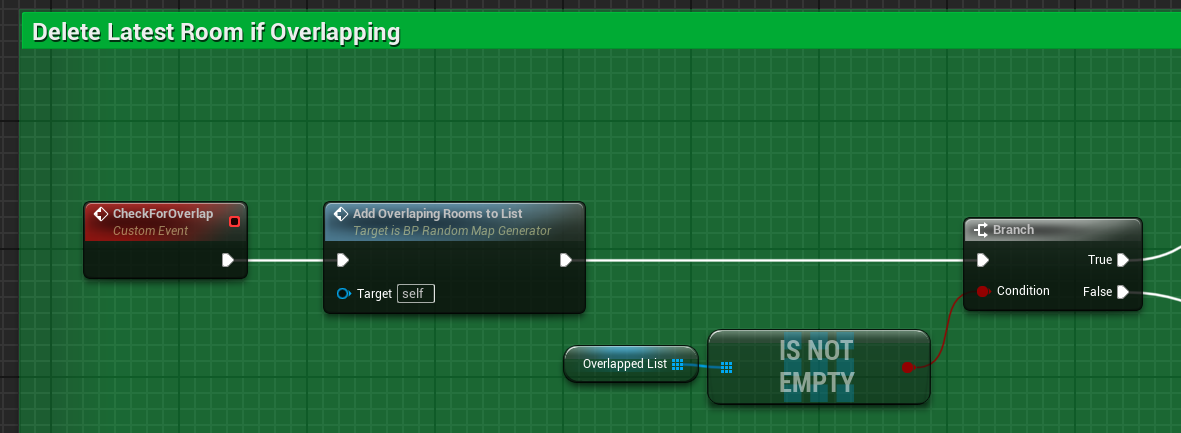 Delete Latest Room if Overlapping
CheckForOverlap
Custom Event
Add Overlaping Rooms to List
Target is BP Random Map Generator
Target self
Branch
True
Condition
False
Overlapped List
IS NOT
EMPTY